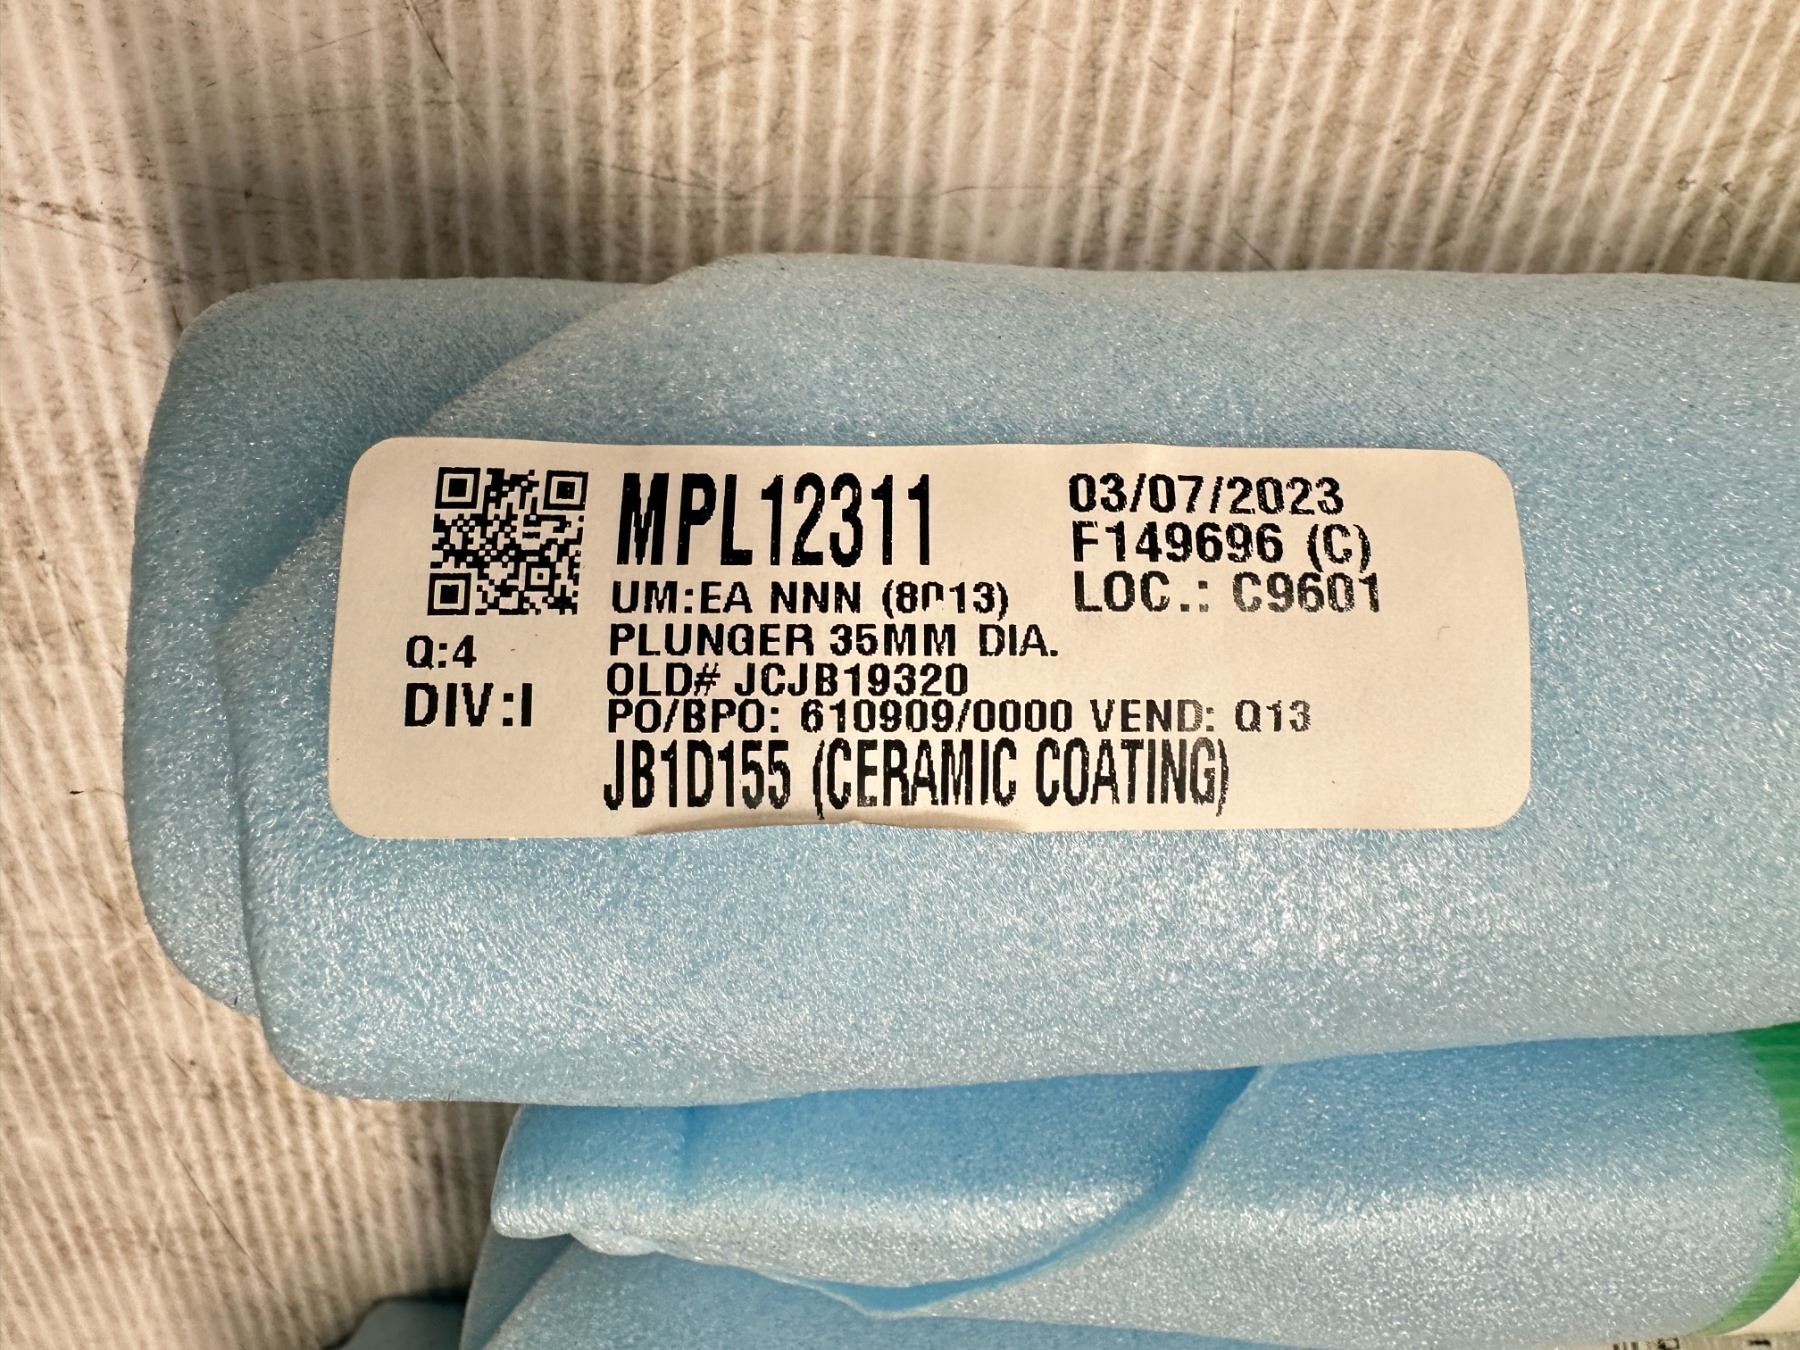 MPL12311
03/07/2023
F149696 (C)
LOC.: C9601
UM:EA NNN
Q:4
DIV:I
PLUNGER 35MM DIA.
OLD# JCJB19320
PO/BPO: 610909/0000 VEND: Q13
JB1D155 (CERAMIC COATING)